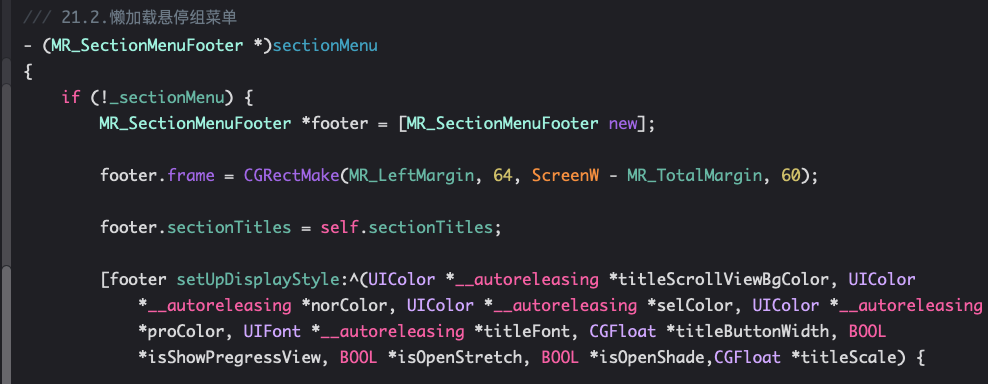 /// 21.2.懒加载悬停组菜单
- (MR_SectionMenuFooter *)sectionMenu
{
if (!_sectionMenu) {
MR_SectionMenuFooter *footer = [MR_SectionMenuFooter new];
footer.frame = CGRectMake(MR_LeftMargin, 64, ScreenW - MR_TotalMargin, 60);
footer.sectionTitles = self.sectionTitles;
[footer setUpDisplayStyle:^(UIColor *__autoreleasing *titleScrollViewBgColor, UIColor
*__autoreleasing *norColor, UIColor *__autoreleasing *selColor, UIColor *__autoreleasing
*proColor, UIFont *__autoreleasing *titleFont, CGFloat *titleButtonWidth, BOOL
*isShowPregressView, BOOL *isOpenStretch, BOOL *isOpenShade,CGFloat *titleScale) {